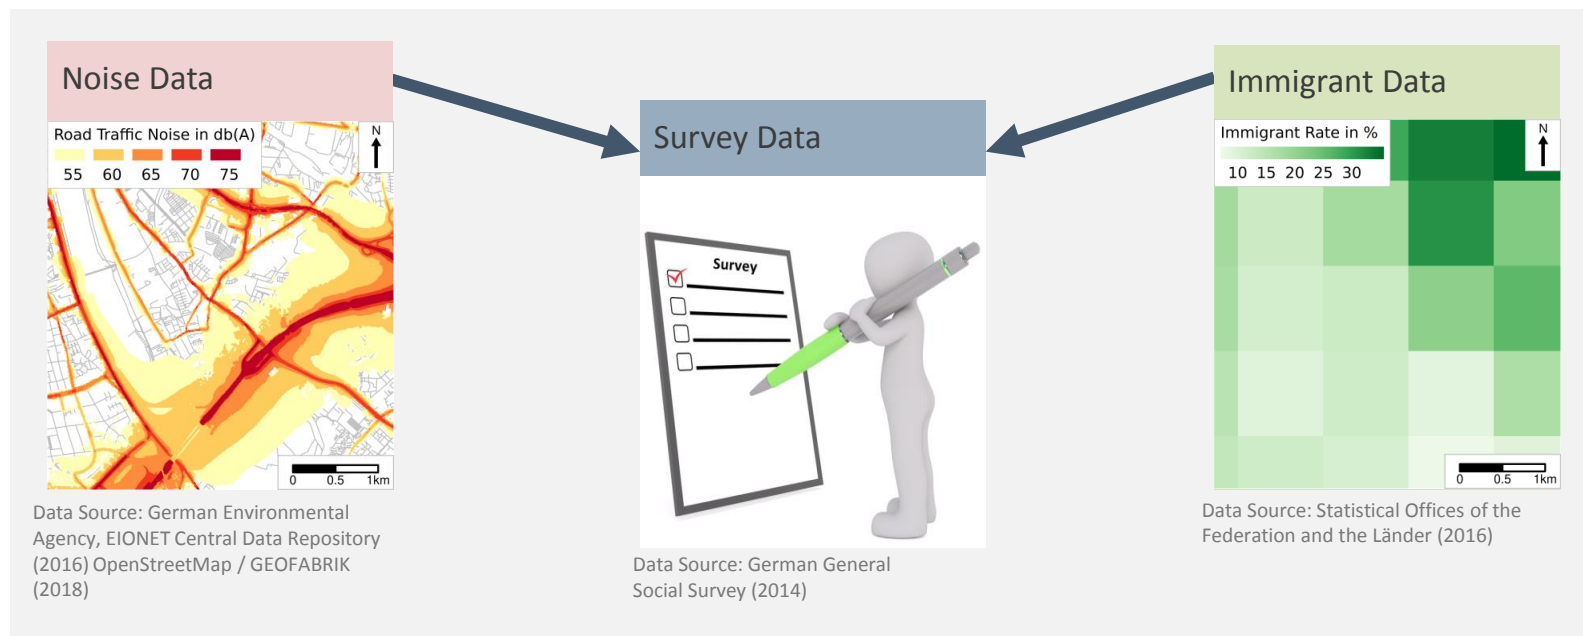 Noise Data
Road Traffic Noise in db(A)
55 60 65 70 75
N
0 0.5 1km
Data Source: German Environmental
Agency, EIONET Central Data Repository
(2016) OpenStreetMap / GEOFABRIK
(2018)
Survey Data
Survey
Data Source: German General
Social Survey (2014)
Immigrant Data
Immigrant Rate in %
10 15 20 25 30
N
0 0.5 1km
Data Source: Statistical Offices of the
Federation and the Länder (2016)